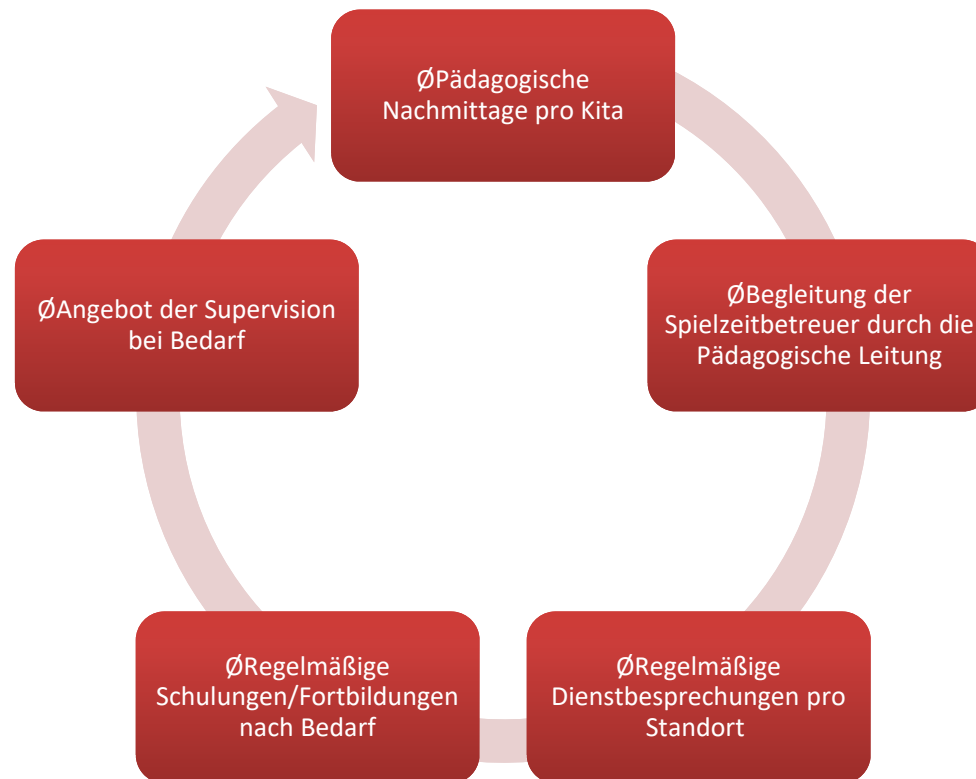 ØPädagogische
Nachmittage pro Kita
ØBegleitung der
Spielzeitbetreuer durch die
Pädagogische Leitung
ØRegelmäßige
Dienstbesprechungen pro
Standort
ØRegelmäßige
Schulungen/Fortbildungen
nach Bedarf
ØAngebot der Supervision
bei Bedarf